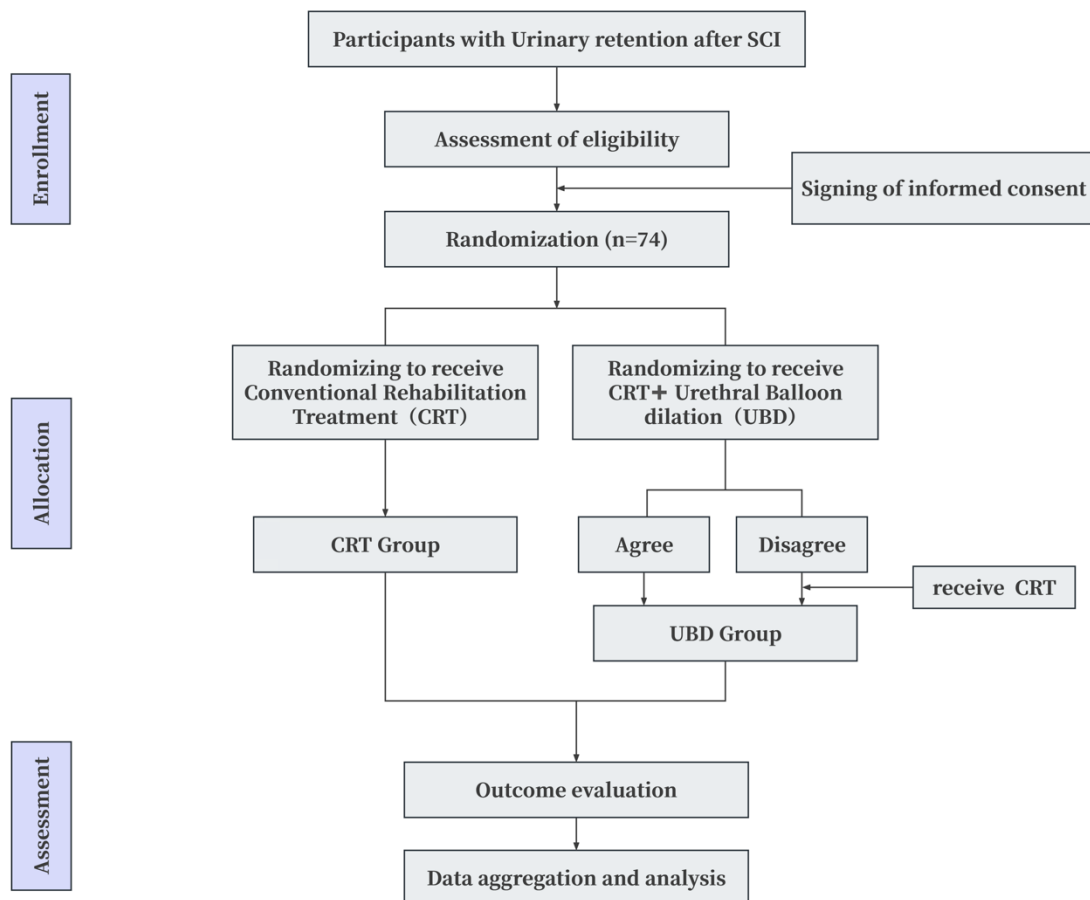 Participants with Urinary retention after SCI
Enrollment
Assessment of eligibility
Signing of informed consent
Randomization (n=74)
Randomizing to receive
Conventional Rehabilitation
Treatment（CRT）
Randomizing to receive
CRT+ Urethral Balloon
dilation（UBD）
Allocation
CRT Group
Agree
Disagree
receive CRT
UBD Group
Assessment
Outcome evaluation
Data aggregation and analysis